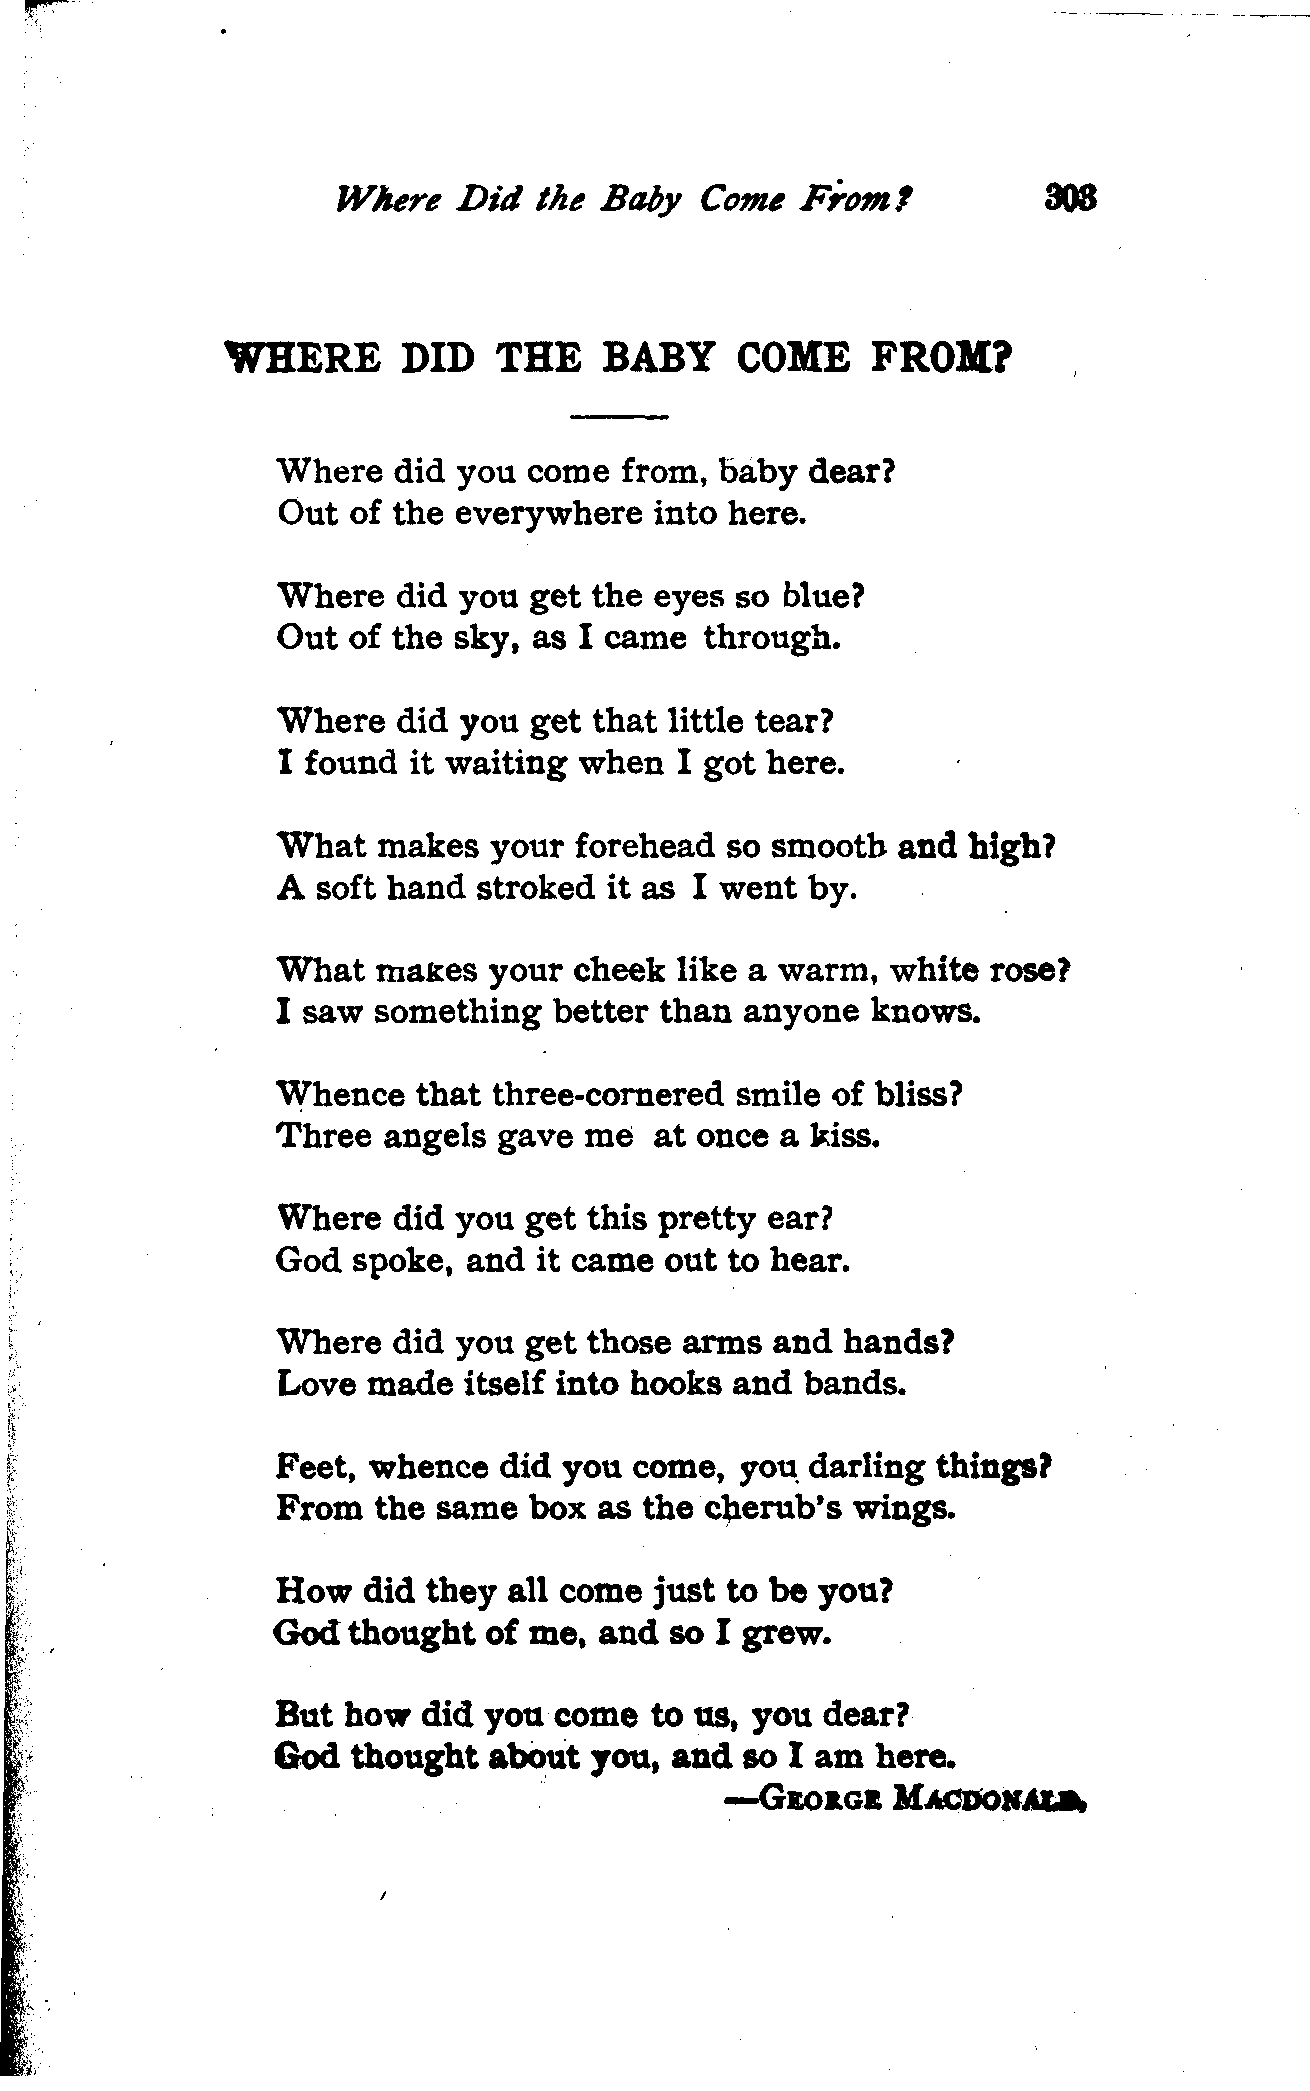 Where Did the Baby Come From? 303
WHERE DID THE BABY COME FROM?
Where did you come from, baby dear?
Out of the everywhere into here.
Where did you get the eyes so blue?
Out of the sky, as I came through.
Where did you get that little tear?
I found it waiting when I got here.
What makes your forehead so smooth and high?
A soft hand stroked it as I went by.
What makes your cheek like a warm, white rose?
I saw something better than anyone knows.
Whence that three-cornered smile of bliss?
Three angels gave me at once a kiss.
Where did you get this pretty ear?
God spoke, and it came out to hear.
Where did you get those arms and hands?
Love made itself into hooks and bands.
Feet, whence did you come, you darling things?
From the same box as the cherub's wings.
How did they all come just to be you?
God thought of me, and so I grew.
But how did you come to us, you dear?
God thought about you, and so I am here.
—GEORGE MACDONALD.